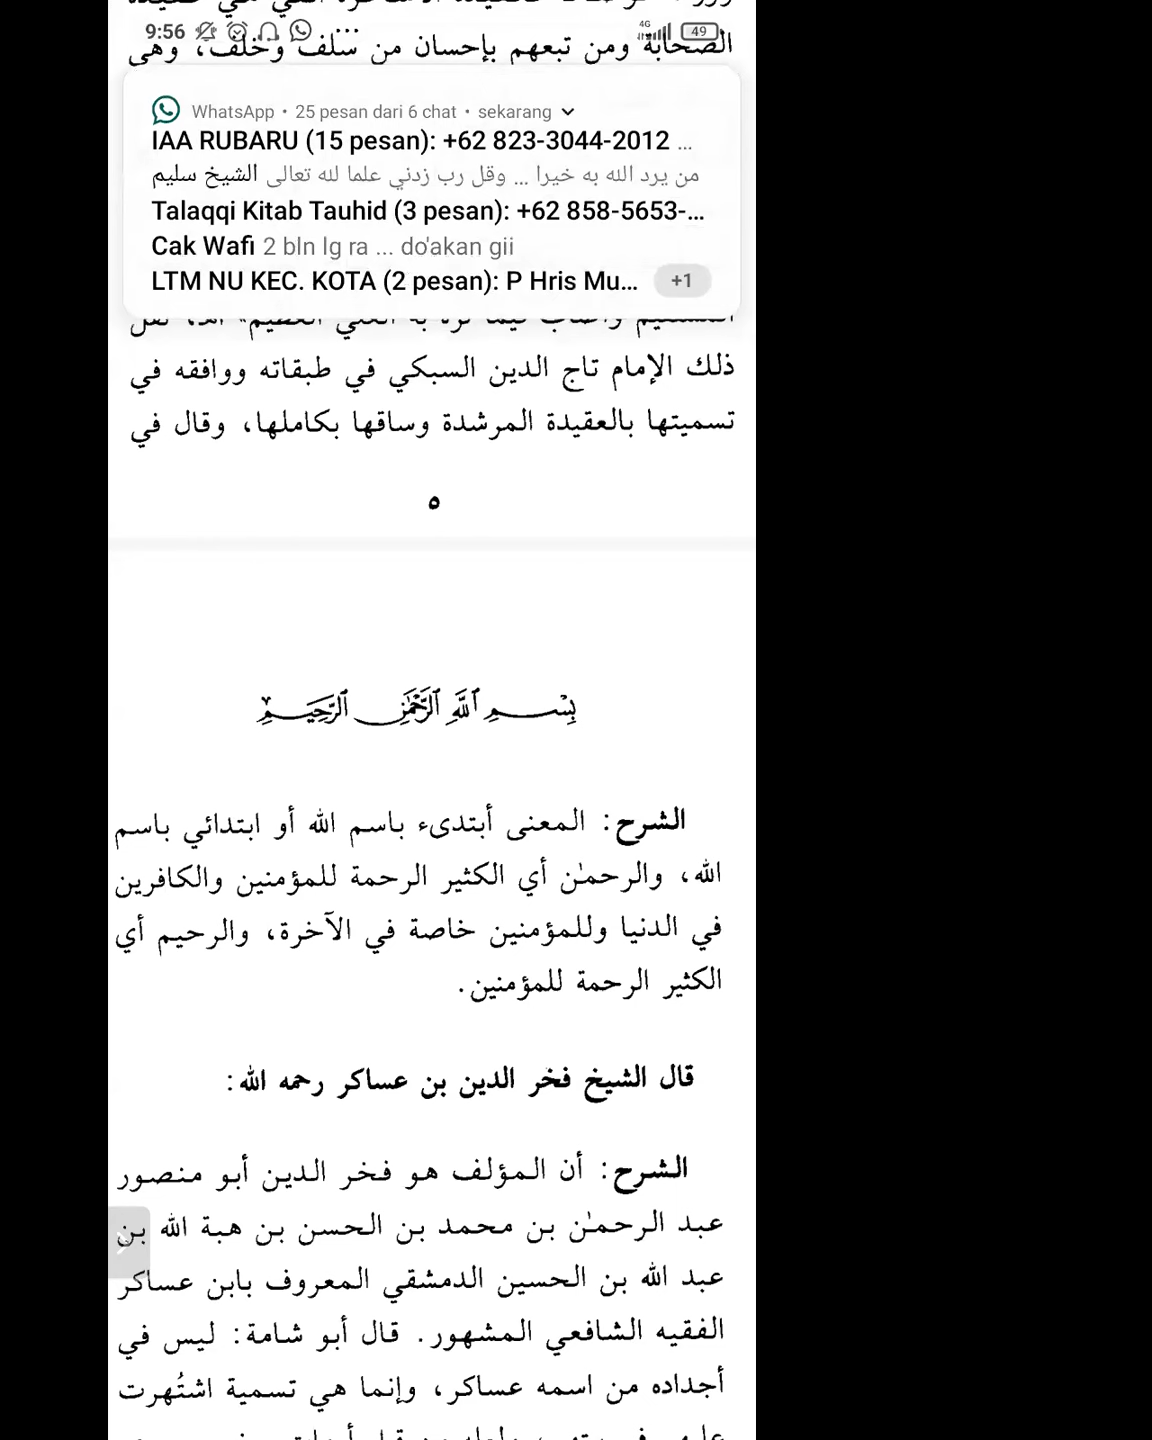 9:56
4G
49
الصحابة ومن تبعهم بإحسان من سلف وخلف، وهي
WhatsApp • 25 pesan dari 6 chat • sekarang
IAA RUBARU (15 pesan): +62 823-3044-2012 ...
الشيخ سليم من يرد الله به خيرا ... وقل رب زدني علما لله تعالى
Talaqqi Kitab Tauhid (3 pesan): +62 858-5653-...
Cak Wafi 2 bln lg ra ... do'akan gii
LTM NU KEC. KOTA (2 pesan): P Hris Mu... +1
ذلك الإمام تاج الدين السبكي في طبقاته ووافقه في
تسميتها بالعقيدة المرشدة وساقها بكاملها، وقال في
٥
بِسْمِ ٱللَّهِ ٱلرَّحْمَٰنِ ٱلرَّحِيمِ
الشرح: المعنى أبتدىء باسم الله أو ابتدائي باسم
الله، والرحمٰن أي الكثير الرحمة للمؤمنين والكافرين
في الدنيا وللمؤمنين خاصة في الآخرة، والرحيم أي
الكثير الرحمة للمؤمنين.
قال الشيخ فخر الدين بن عساكر رحمه الله:
الشرح: أن المؤلف هو فخر الدين أبو منصور
عبد الرحمٰن بن محمد بن الحسن بن هبة الله بن
عبد الله بن الحسين الدمشقي المعروف بابن عساكر
الفقيه الشافعي المشهور. قال أبو شامة: ليس في
أجداده من اسمه عساكر، وإنما هي تسمية اشتُهرت